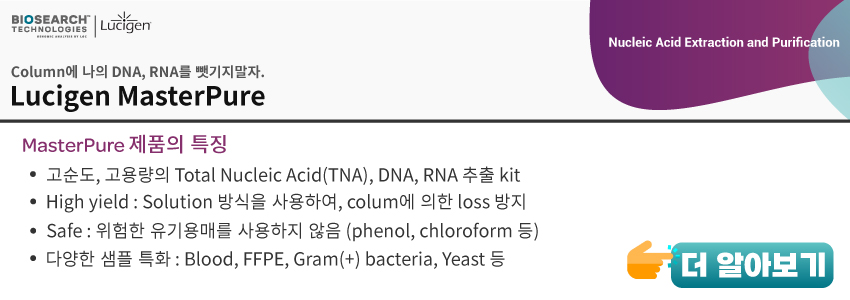 BIOSEARCH™
TECHNOLOGIES
GENOMIC ANALYSIS BY LGC
Lucigen
Nucleic Acid Extraction and Purification
Column에 나의 DNA, RNA를 뺏기지말자.
Lucigen MasterPure
MasterPure 제품의 특징
• 고순도, 고용량의 Total Nucleic Acid(TNA), DNA, RNA 추출 kit
• High yield : Solution 방식을 사용하여, colum에 의한 loss 방지
• Safe : 위험한 유기용매를 사용하지 않음 (phenol, chloroform 등)
• 다양한 샘플 특화 : Blood, FFPE, Gram(+) bacteria, Yeast 등
더 알아보기